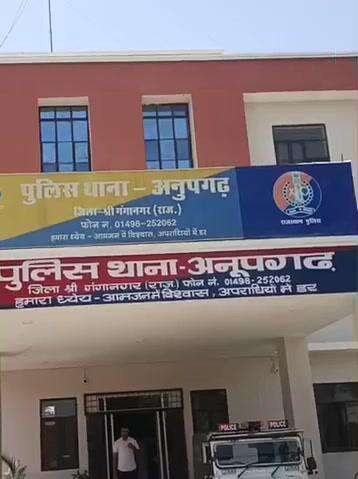 पुलिस थाना - अनुपगढ़
जिला-श्री गंगानगर (राज.)
फोन नं. 01498-252062
हमारा ध्येय - आमजन में विश्वास, अपराधियों में डर
राजस्थान पुलिस
पुलिस थाना-अनूपगढ़
जिला श्री गंगानगर (राज.) फोन नं. 01498-252062
हमारा ध्येय - आमजन में विश्वास, अपराधियों में डर
POLICE POLICE